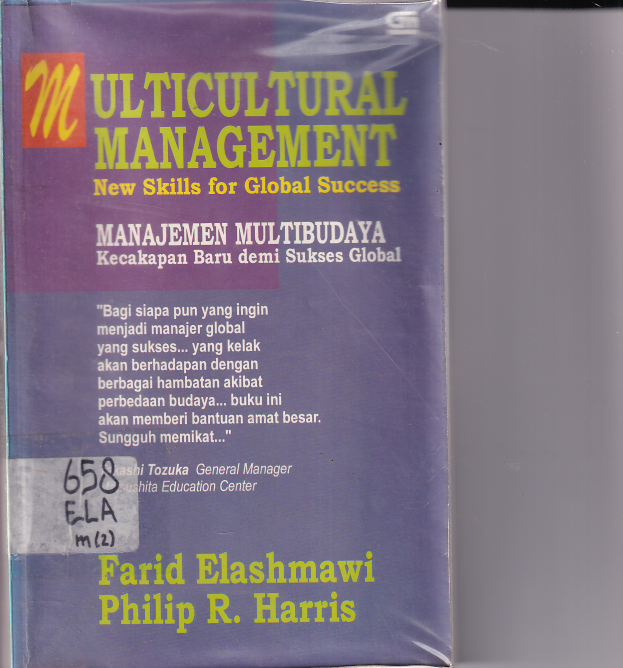 MULTICULTURAL
MANAGEMENT
New Skills for Global Success
MANAJEMEN MULTIBUDAYA
Kecakapan Baru demi Sukses Global
"Bagi siapa pun yang ingin
menjadi manajer global
yang sukses... yang kelak
akan berhadapan dengan
berbagai hambatan akibat
perbedaan budaya... buku ini
akan memberi bantuan amat besar.
Sungguh memikat..."
Tozuka General Manager
Education Center
658
ELA
m(2)
Farid Elashmawi
Philip R. Harris